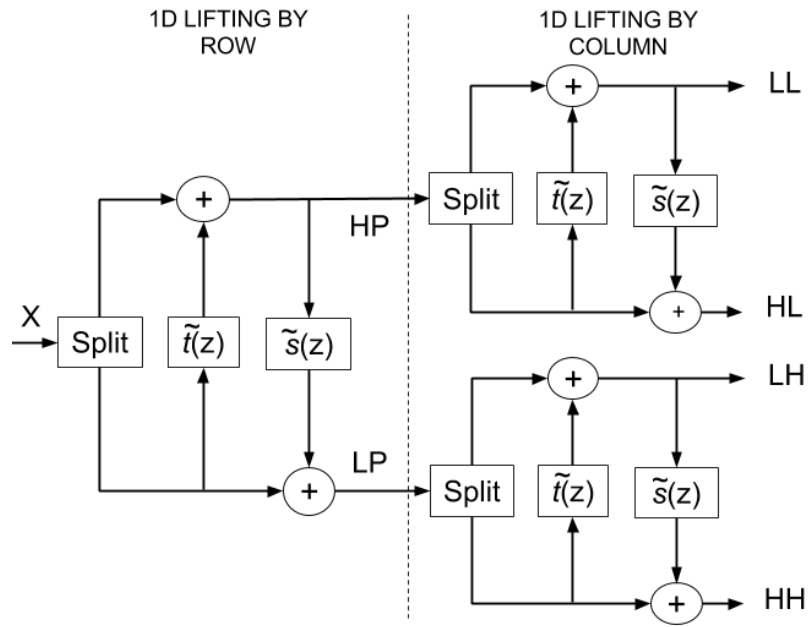 1D LIFTING BY
ROW
1D LIFTING BY
COLUMN
X
Split
+
t̃(z)
s̃(z)
+
HP
LP
Split
+
t̃(z)
s̃(z)
+
LL
HL
Split
+
t̃(z)
s̃(z)
+
LH
HH